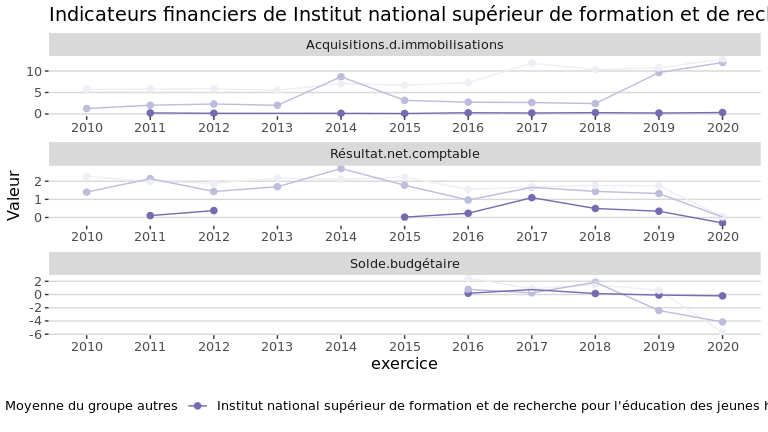 Indicateurs financiers de Institut national supérieur de formation et de
Acquisitions.d.immobilisations
10
5
0
2010 2011 2012 2013 2014 2015 2016 2017 2018 2019 2020
Résultat.net.comptable
2
1
0
2010 2011 2012 2013 2014 2015 2016 2017 2018 2019 2020
Valeur
Solde.budgétaire
2
0
-2
-4
-6
2010 2011 2012 2013 2014 2015 2016 2017 2018 2019 2020
exercice
Moyenne du groupe autres Institut national supérieur de formation et de recherche pour l'éducation des jeunes